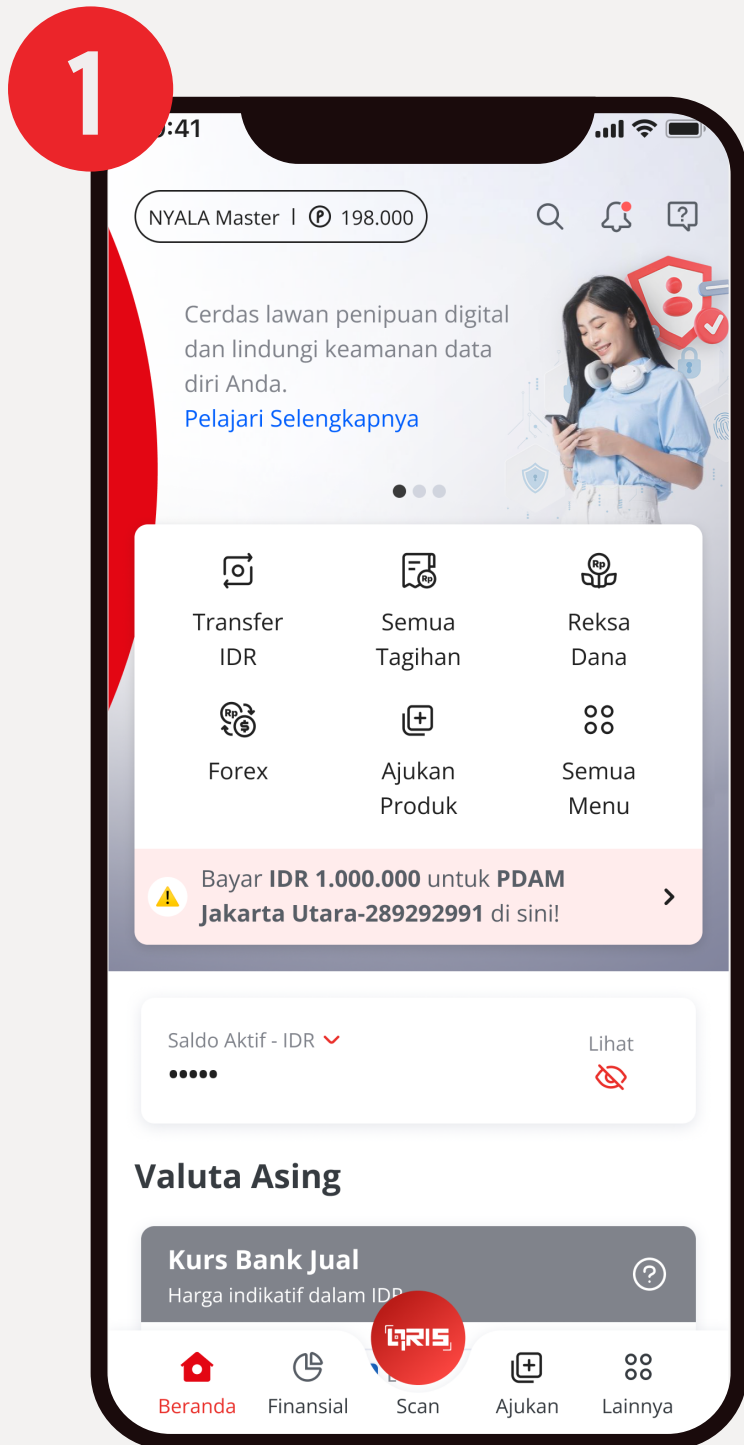 1
:41
NYALA Master | P 198.000
Cerdas lawan penipuan digital
dan lindungi keamanan data
diri Anda.
Pelajari Selengkapnya
Transfer
IDR
Semua
Tagihan
Reksa
Dana
Forex
Ajukan
Produk
Semua
Menu
Bayar IDR 1.000.000 untuk PDAM
Jakarta Utara-289292991 di sini!
Saldo Aktif - IDR
•••••
Lihat
Valuta Asing
Kurs Bank Jual
Harga indikatif dalam IDR
QRIS
Beranda
Finansial
Scan
Ajukan
Lainnya